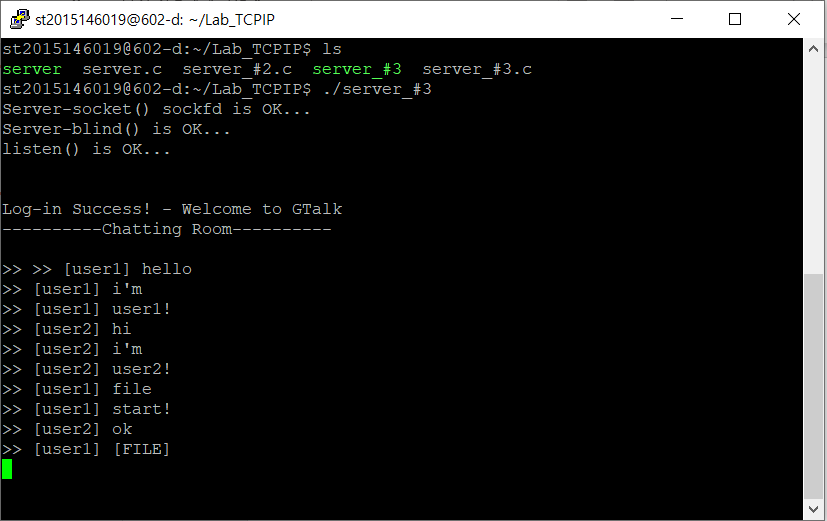 st2015146019@602-d: ~/Lab_TCPIP
st2015146019@602-d:~/Lab_TCPIP$ ls
server  server.c  server_#2.c  server_#3  server_#3.c
st2015146019@602-d:~/Lab_TCPIP$ ./server_#3
Server-socket() sockfd is OK...
Server-blind() is OK...
listen() is OK...
Log-in Success! - Welcome to GTalk
----------Chatting Room----------
>> >> [user1] hello
>> [user1] i'm
>> [user1] user1!
>> [user2] hi
>> [user2] i'm
>> [user2] user2!
>> [user1] file
>> [user1] start!
>> [user2] ok
>> [user1] [FILE]